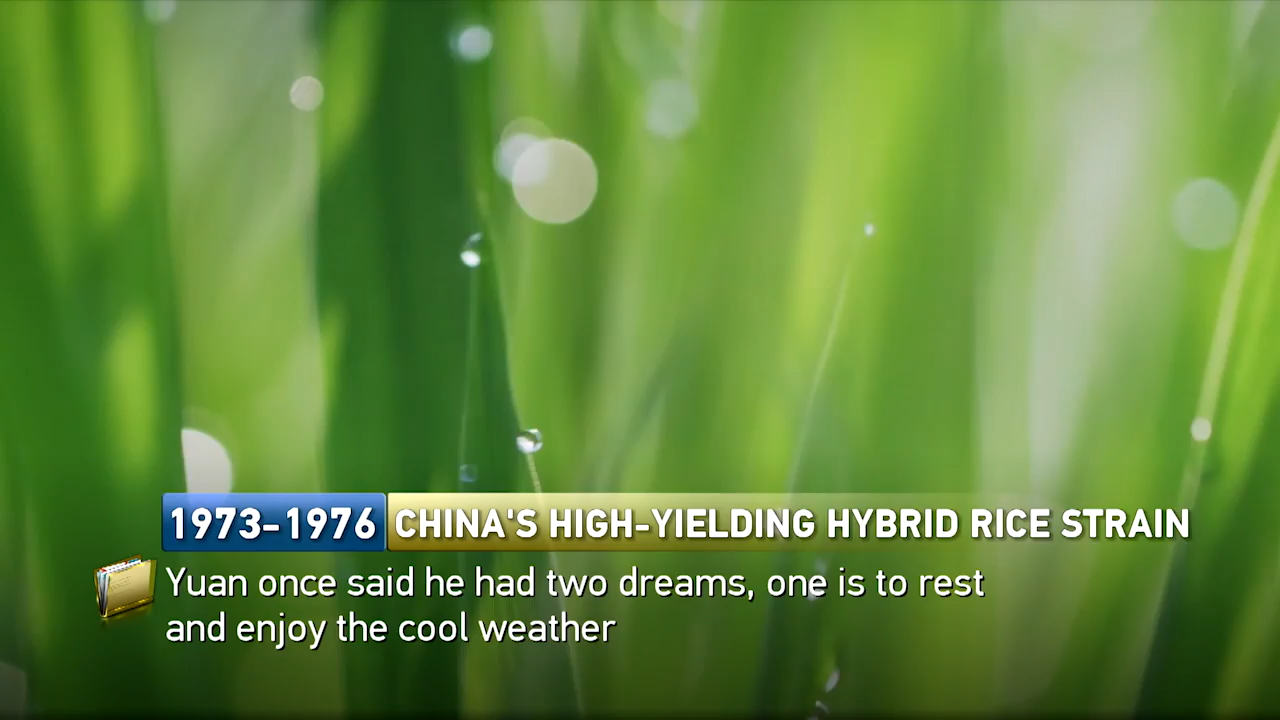 1973-1976 CHINA'S HIGH-YIELDING HYBRID RICE STRAIN
Yuan once said he had two dreams, one is to rest
and enjoy the cool weather